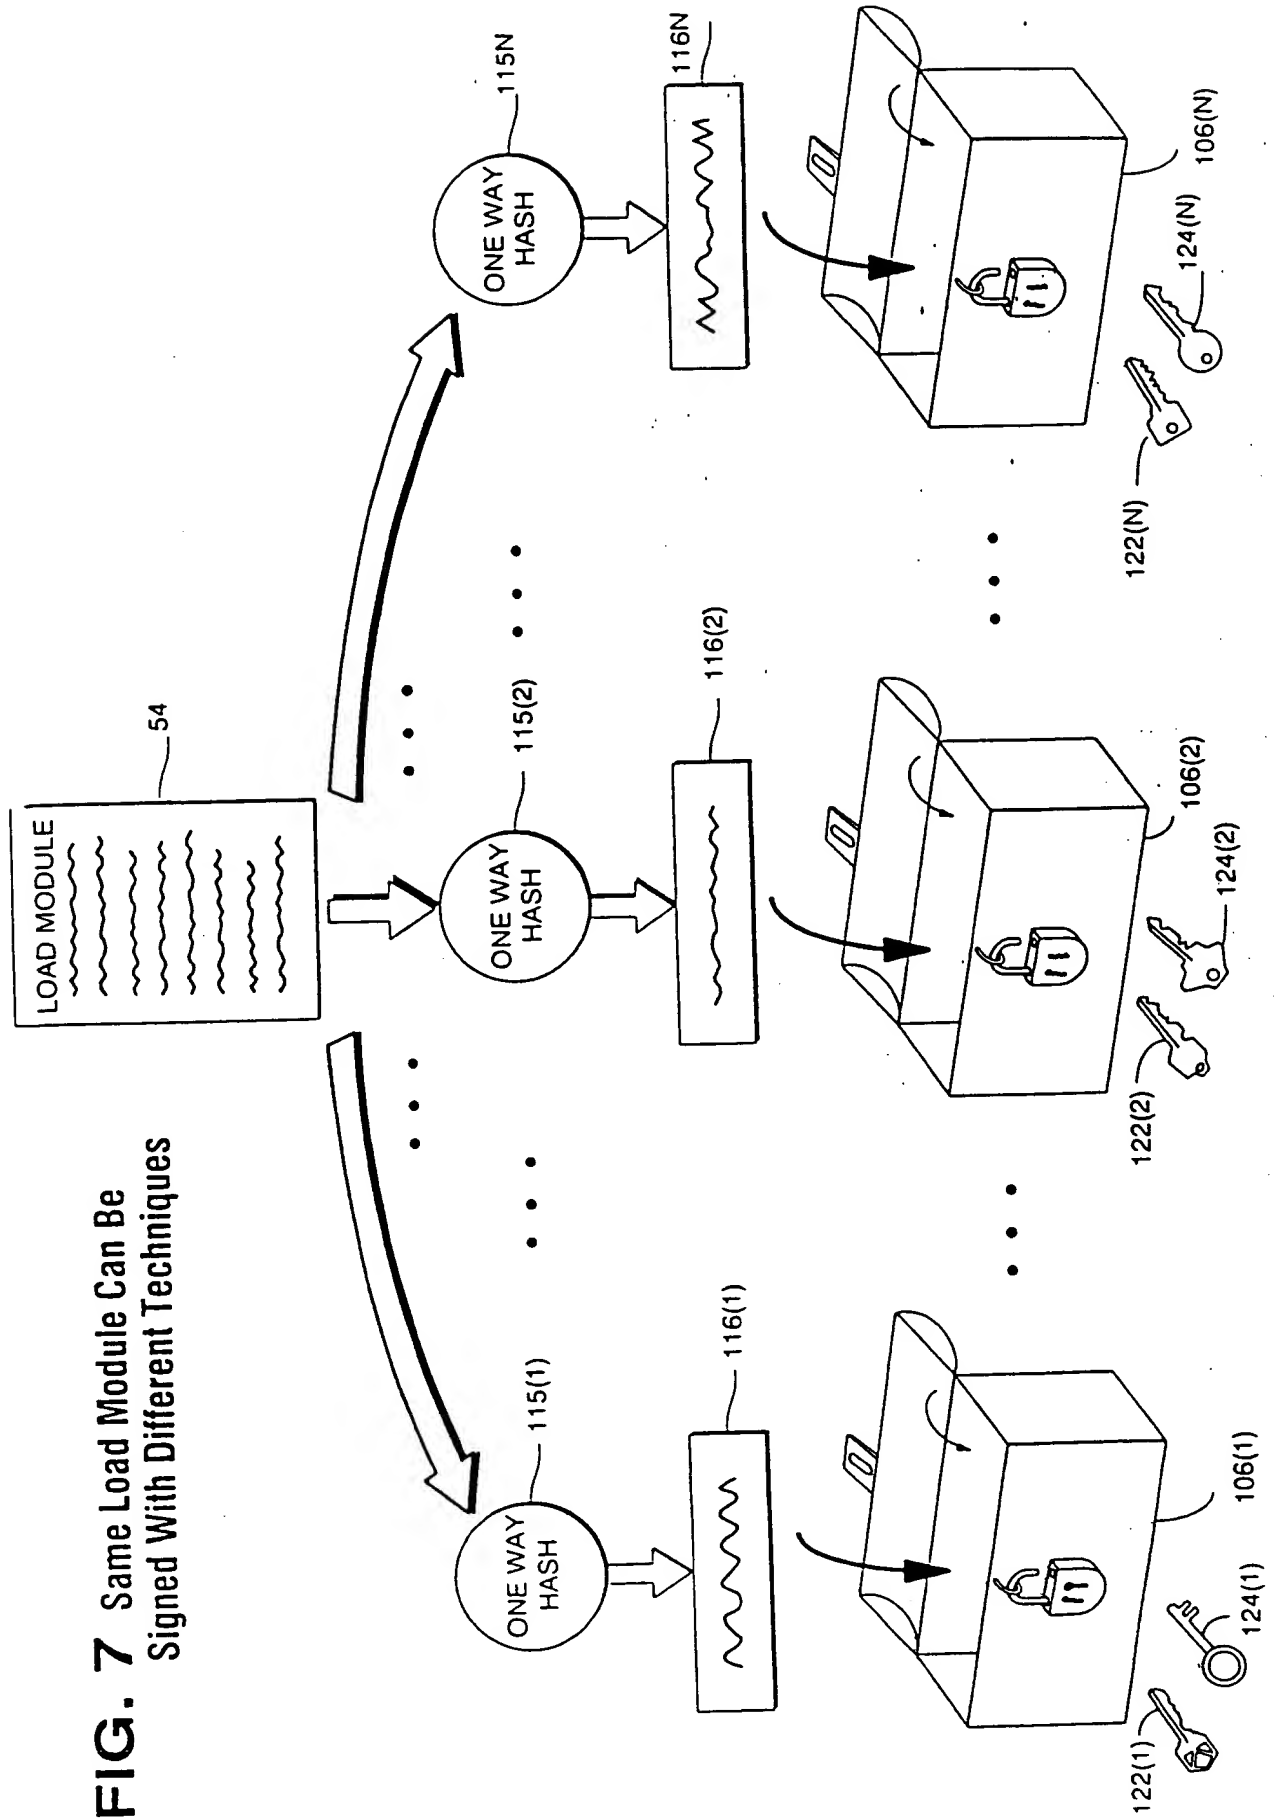 FIG. 7 Same Load Module Can Be
Signed With Different Techniques
LOAD MODULE
54
ONE WAY
HASH
115(1)
ONE WAY
HASH
115(2)
ONE WAY
HASH
115N
116(1)
116(2)
116N
106(1)
106(2)
106(N)
122(1)
124(1)
122(2)
124(2)
122(N)
124(N)